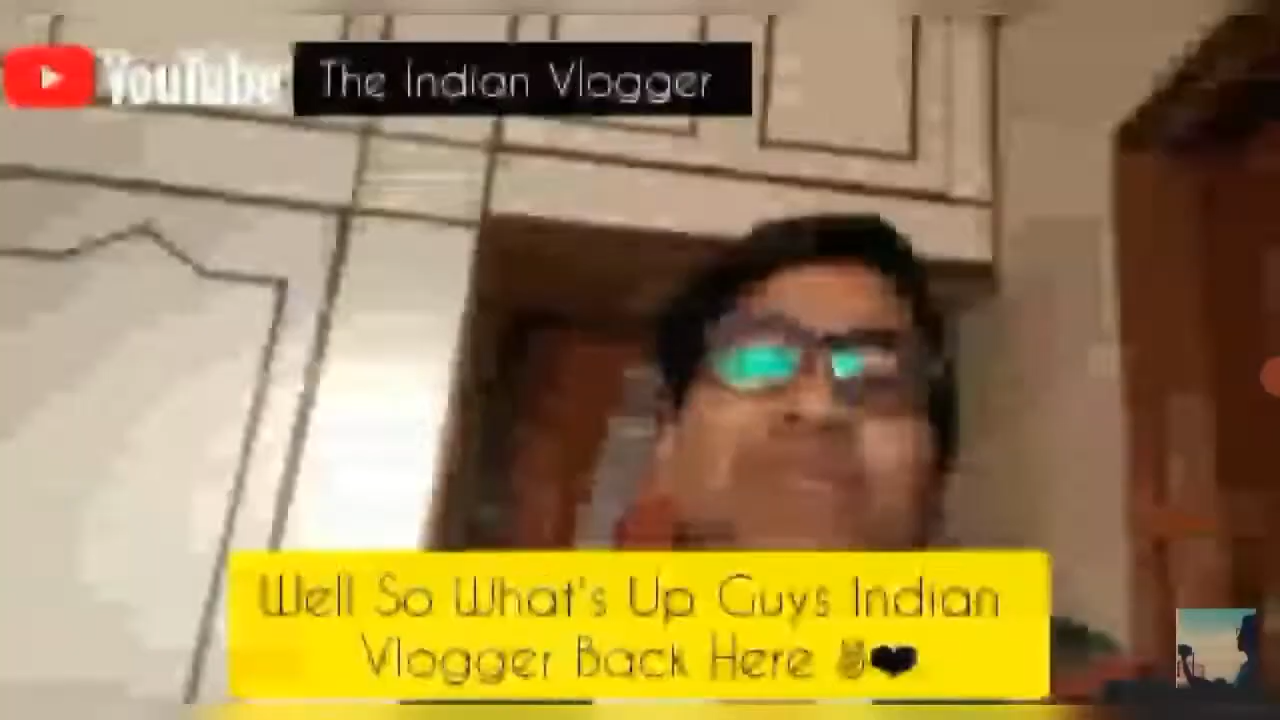 YouTube The Indian Vlogger
Well So What's Up Guys Indian
Vlogger Back Here ✌❤